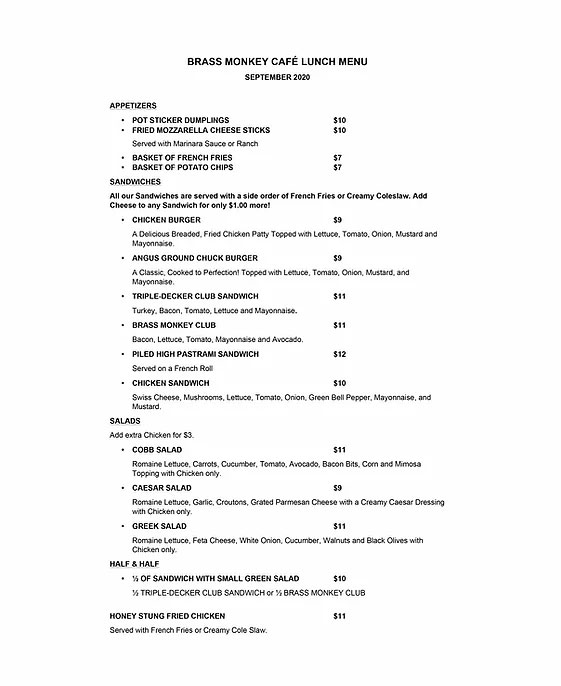 BRASS MONKEY CAFÉ LUNCH MENU
SEPTEMBER 2020
APPETIZERS
• POT STICKER DUMPLINGS $10
• FRIED MOZZARELLA CHEESE STICKS $10
Served with Marinara Sauce or Ranch
• BASKET OF FRENCH FRIES $7
• BASKET OF POTATO CHIPS $7
SANDWICHES
All our Sandwiches are served with a side order of French Fries or Creamy Coleslaw. Add
Cheese to any Sandwich for only $1.00 more!
• CHICKEN BURGER $9
A Delicious Breaded, Fried Chicken Patty Topped with Lettuce, Tomato, Onion, Mustard and
Mayonnaise.
• ANGUS GROUND CHUCK BURGER $9
A Classic, Cooked to Perfection! Topped with Lettuce, Tomato, Onion, Mustard, and
Mayonnaise.
• TRIPLE-DECKER CLUB SANDWICH $11
Turkey, Bacon, Tomato, Lettuce and Mayonnaise.
• BRASS MONKEY CLUB $11
Bacon, Lettuce, Tomato, Mayonnaise and Avocado.
• PILED HIGH PASTRAMI SANDWICH $12
Served on a French Roll
• CHICKEN SANDWICH $10
Swiss Cheese, Mushrooms, Lettuce, Tomato, Onion, Green Bell Pepper, Mayonnaise, and
Mustard.
SALADS
Add extra Chicken for $3.
• COBB SALAD $11
Romaine Lettuce, Carrots, Cucumber, Tomato, Avocado, Bacon Bits, Corn and Mimosa
Topping with Chicken only.
• CAESAR SALAD $9
Romaine Lettuce, Garlic, Croutons, Grated Parmesan Cheese with a Creamy Caesar Dressing
with Chicken only.
• GREEK SALAD $11
Romaine Lettuce, Feta Cheese, White Onion, Cucumber, Walnuts and Black Olives with
Chicken only.
HALF & HALF
• ½ OF SANDWICH WITH SMALL GREEN SALAD $10
½ TRIPLE-DECKER CLUB SANDWICH or ½ BRASS MONKEY CLUB
HONEY STUNG FRIED CHICKEN $11
Served with French Fries or Creamy Cole Slaw.